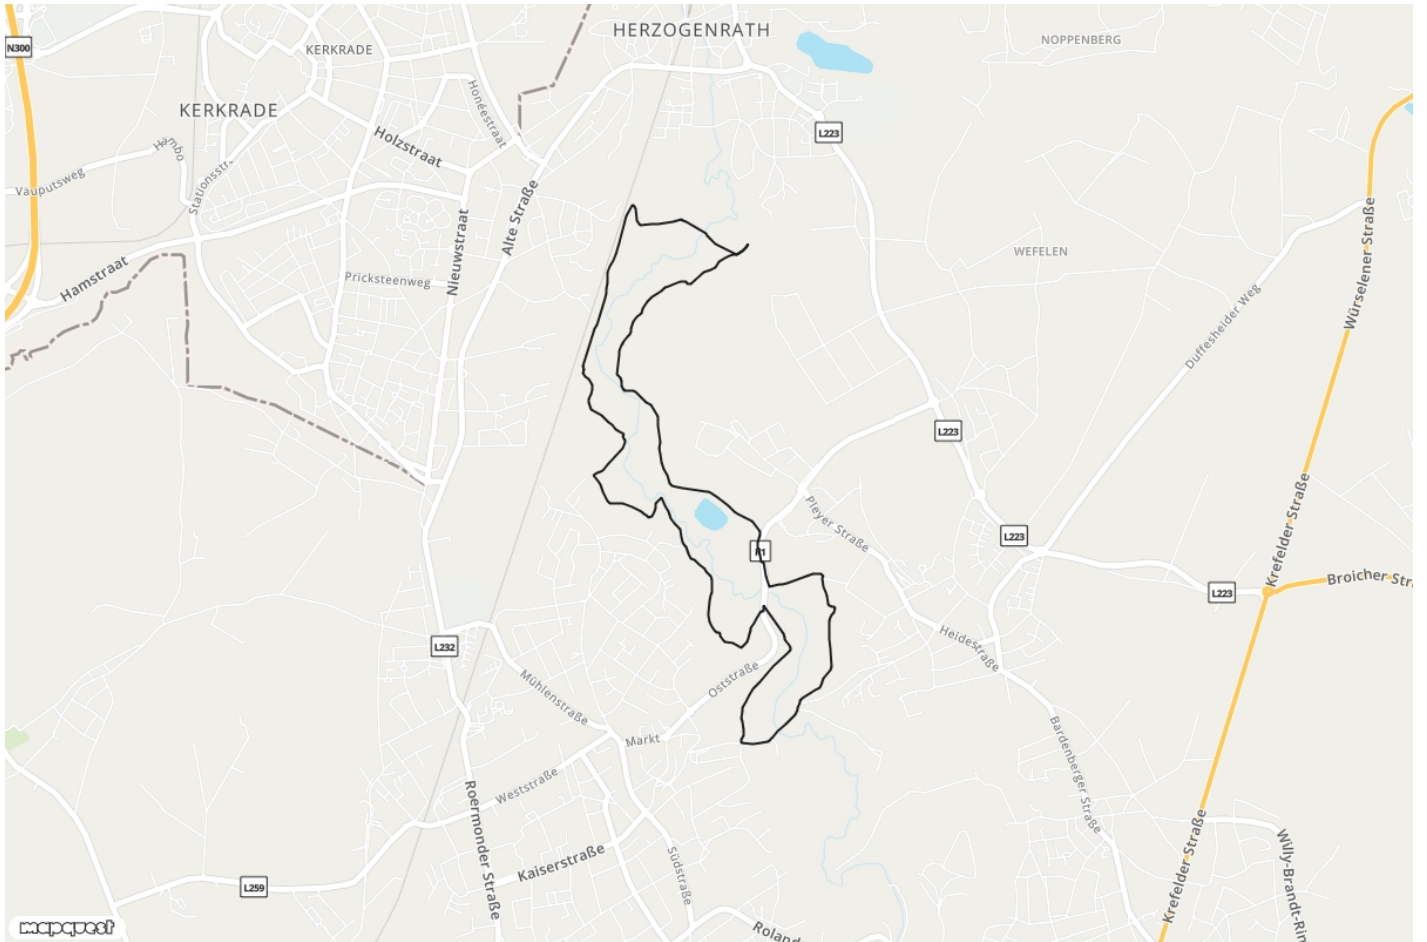 HERZOGENRATH
NOPPENBERG
N300
KERKRADE
KERKRADE
Honéestraat
L223
Holzstraat
Hambo
Vauputsweg
Stationsstr.
Alte Straße
Nieuwstraat
Würselener Straße
WEFELEN
Hamstraat
Pricksteenweg
Duffesheider Weg
L223
Pleyer Straße
L223
Krefelder Straße
Broicher Str
L223
L232
Heidestraße
Oststraße
Mühlenstraße
Markt
Bardenberger Straße
Weststraße
Roermonder Straße
Kaiserstraße
Südstraße
Krefelder Straße
Willy-Brandt-Rin
L259
Roland
mapquest